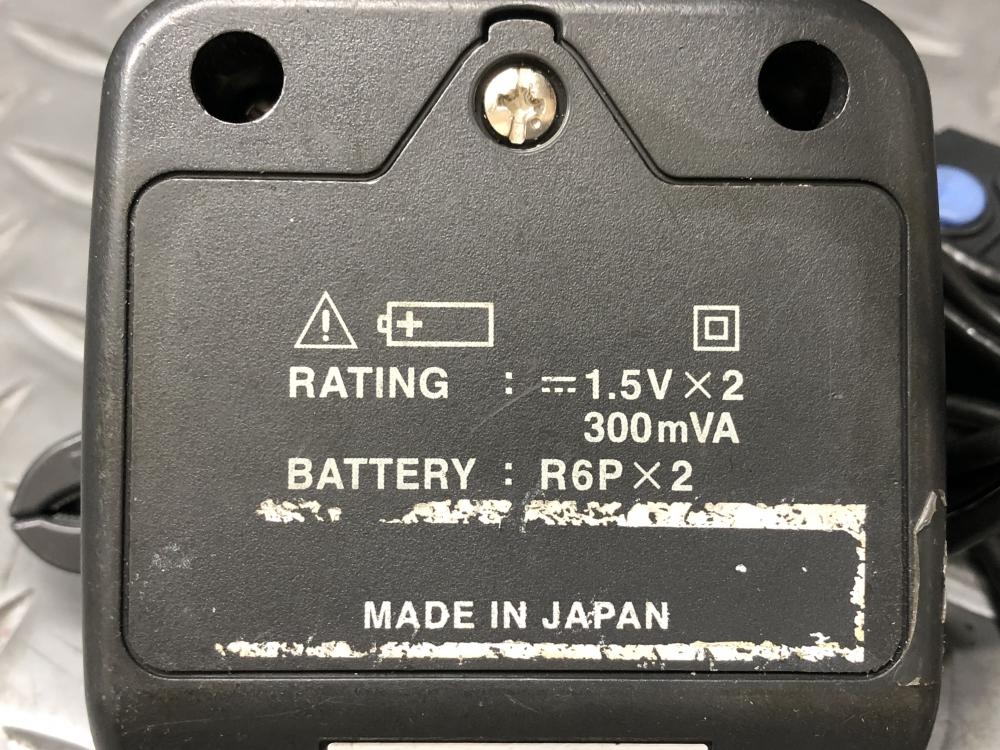 RATING : ⎓1.5V×2
300mVA
BATTERY : R6P×2
MADE IN JAPAN